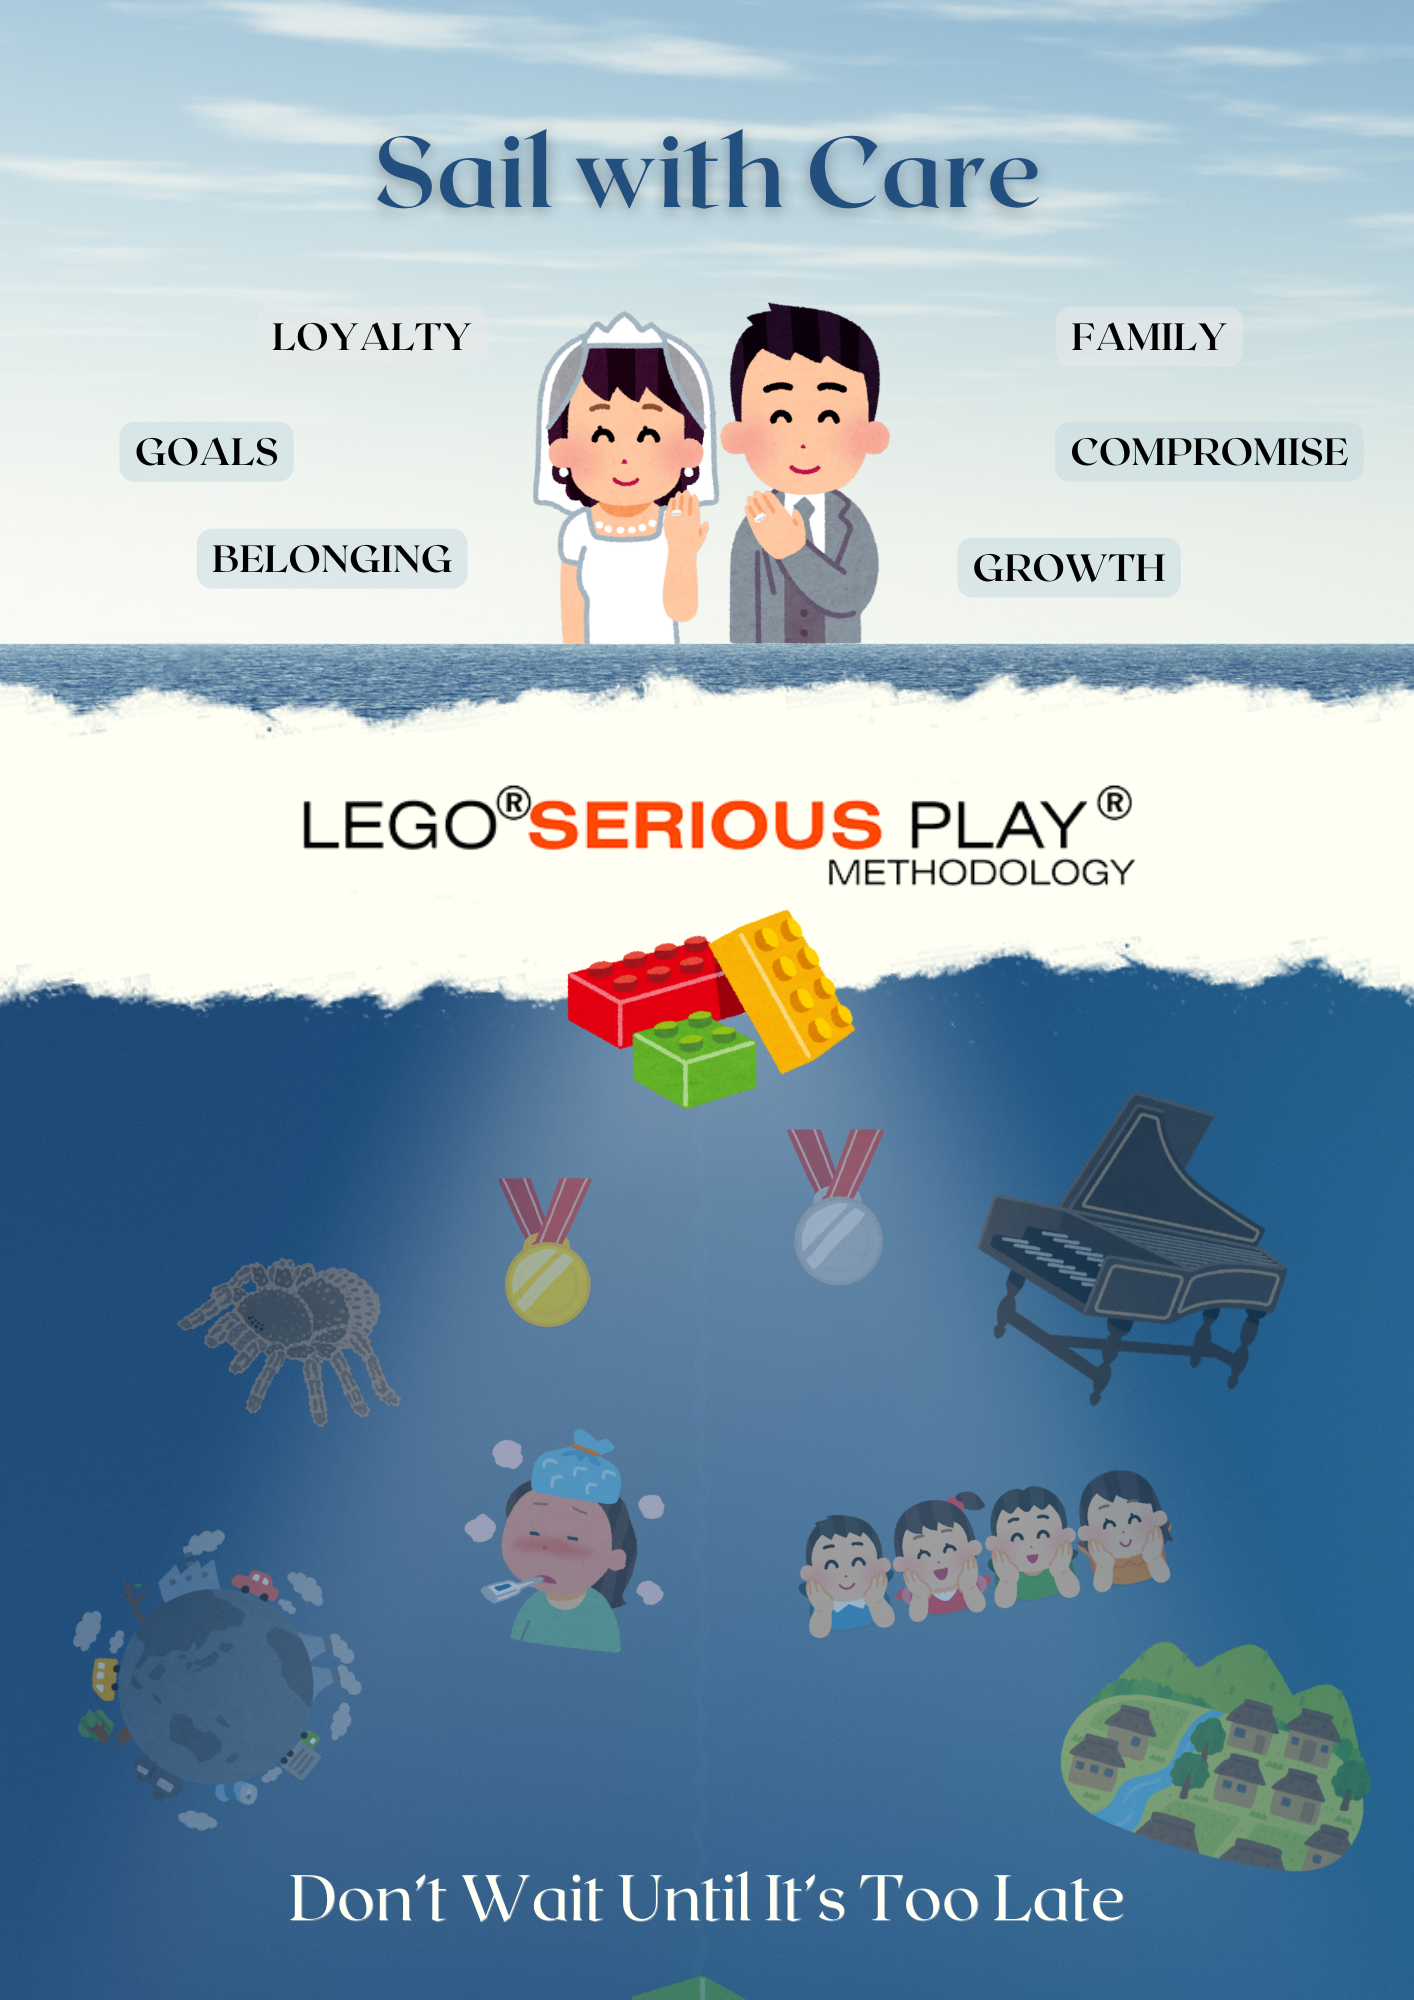 Sail with Care
LOYALTY
FAMILY
GOALS
COMPROMISE
BELONGING
GROWTH
LEGO® SERIOUS PLAY®
METHODOLOGY
Don't Wait Until It's Too Late